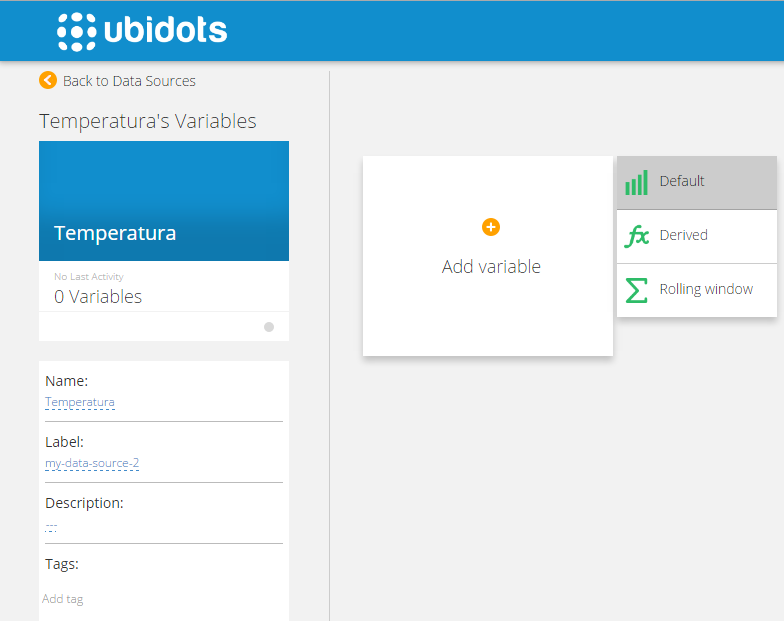 ubidots
Back to Data Sources
Temperatura's Variables
Temperatura
No Last Activity
0 Variables
Name:
Temperatura
Label:
my-data-source-2
Description:
---
Tags:
Add tag
Add variable
Default
fx Derived
Σ Rolling window